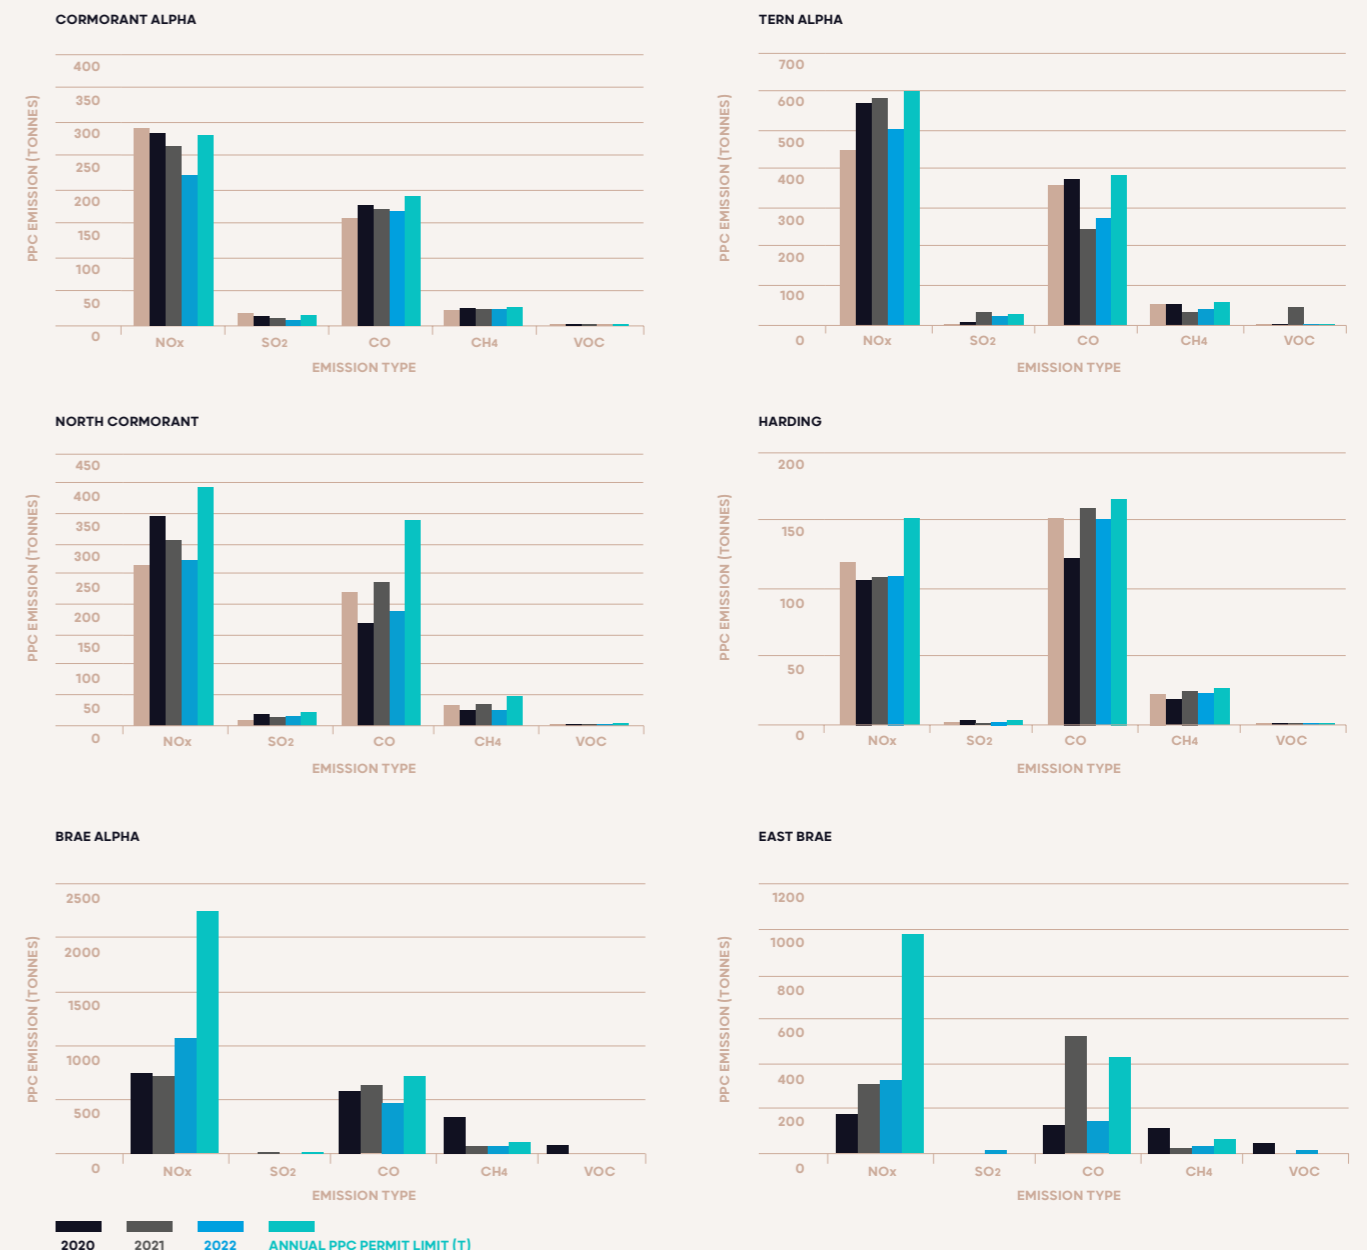 CORMORANT ALPHA
PPC EMISSION (TONNES)
400
350
300
250
200
150
100
50
0
NOx SO2 CO CH4 VOC
EMISSION TYPE
TERN ALPHA
PPC EMISSION (TONNES)
700
600
500
400
300
200
100
0
NOx SO2 CO CH4 VOC
EMISSION TYPE
NORTH CORMORANT
PPC EMISSION (TONNES)
450
400
350
300
250
200
150
100
50
0
NOx SO2 CO CH4 VOC
EMISSION TYPE
HARDING
PPC EMISSION (TONNES)
200
150
100
50
0
NOx SO2 CO CH4 VOC
EMISSION TYPE
BRAE ALPHA
PPC EMISSION (TONNES)
2500
2000
1500
1000
500
0
NOx SO2 CO CH4 VOC
EMISSION TYPE
EAST BRAE
PPC EMISSION (TONNES)
1200
1000
800
600
400
200
0
NOx SO2 CO CH4 VOC
EMISSION TYPE
2020 2021 2022 ANNUAL PPC PERMIT LIMIT (T)